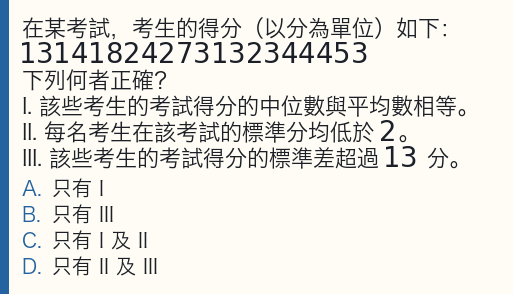 在某考試，考生的得分（以分為單位）如下：
13141824273132344453
下列何者正確？
I. 該些考生的考試得分的中位數與平均數相等。
II. 每名考生在該考試的標準分均低於 2。
III. 該些考生的考試得分的標準差超過 13 分。
A. 只有 I
B. 只有 III
C. 只有 I 及 II
D. 只有 II 及 III